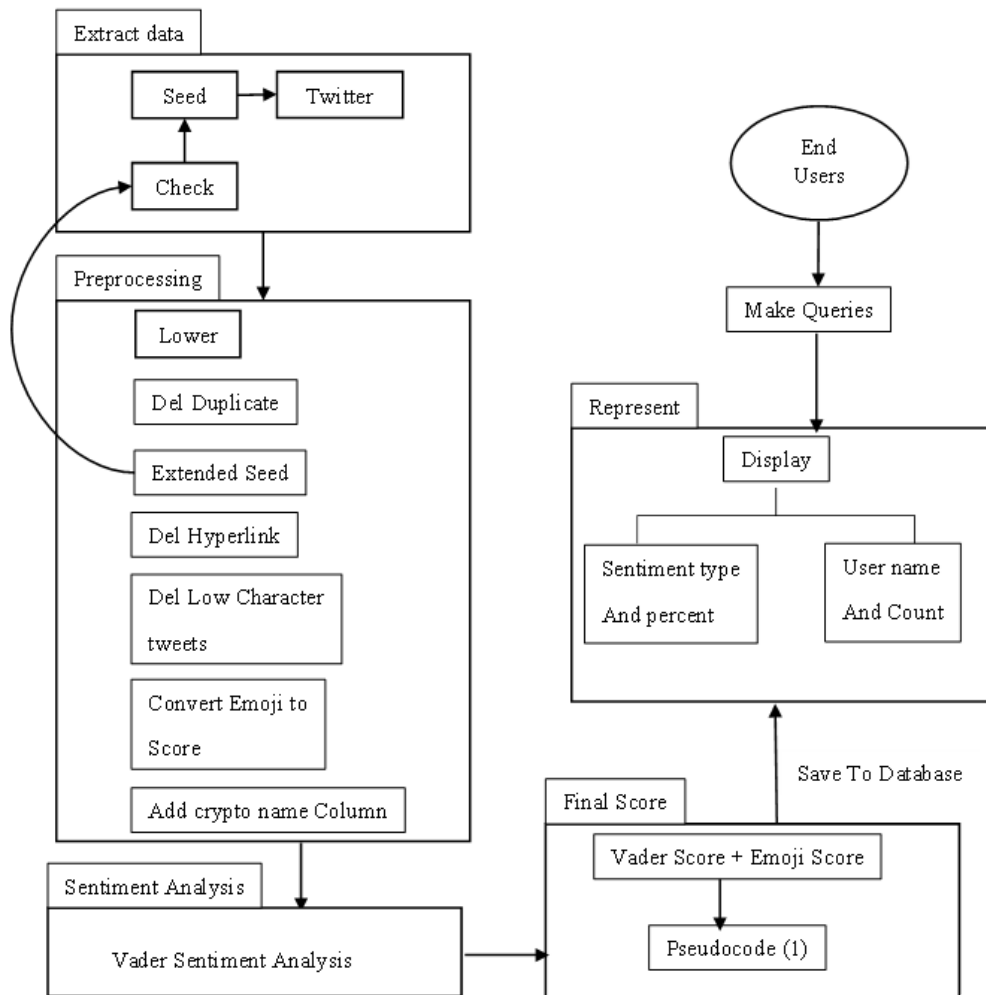 Extract data
Seed
Twitter
Check
Preprocessing
Lower
Del Duplicate
Extended Seed
Del Hyperlink
Del Low Character
tweets
Convert Emoji to
Score
Add crypto name Column
Sentiment Analysis
Vader Sentiment Analysis
End
Users
Make Queries
Represent
Display
Sentiment type
And percent
User name
And Count
Save To Database
Final Score
Vader Score + Emoji Score
Pseudocode (1)